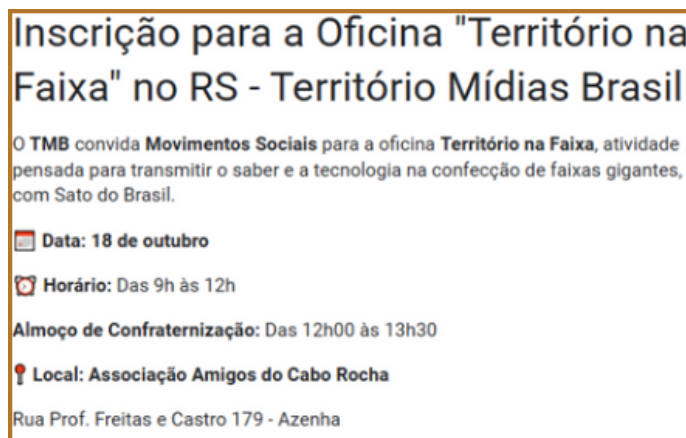 Inscrição para a Oficina "Território na
Faixa" no RS - Território Mídias Brasil
O TMB convida Movimentos Sociais para a oficina Território na Faixa, atividade
pensada para transmitir o saber e a tecnologia na confecção de faixas gigantes,
com Sato do Brasil.
Data: 18 de outubro
Horário: Das 9h às 12h
Almoço de Confraternização: Das 12h00 às 13h30
Local: Associação Amigos do Cabo Rocha
Rua Prof. Freitas e Castro 179 - Azenha